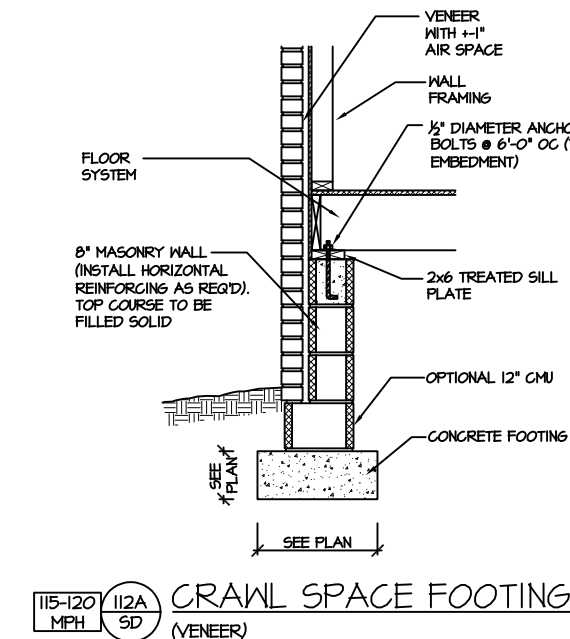 VENEER
WITH +-1"
AIR SPACE
WALL
FRAMING
½" DIAMETER
BOLTS @ 6'-0" OC
EMBEDMENT)
FLOOR
SYSTEM
8" MASONRY WALL
(INSTALL HORIZONTAL
REINFORCING AS REQ'D).
TOP COURSE TO BE
FILLED SOLID
2x6 TREATED SILL
PLATE
OPTIONAL 12" CMU
CONCRETE FOOTING
SEE
PLAN
SEE PLAN
115-120
MPH
112A
SD
CRAWL SPACE FOOTING
(VENEER)